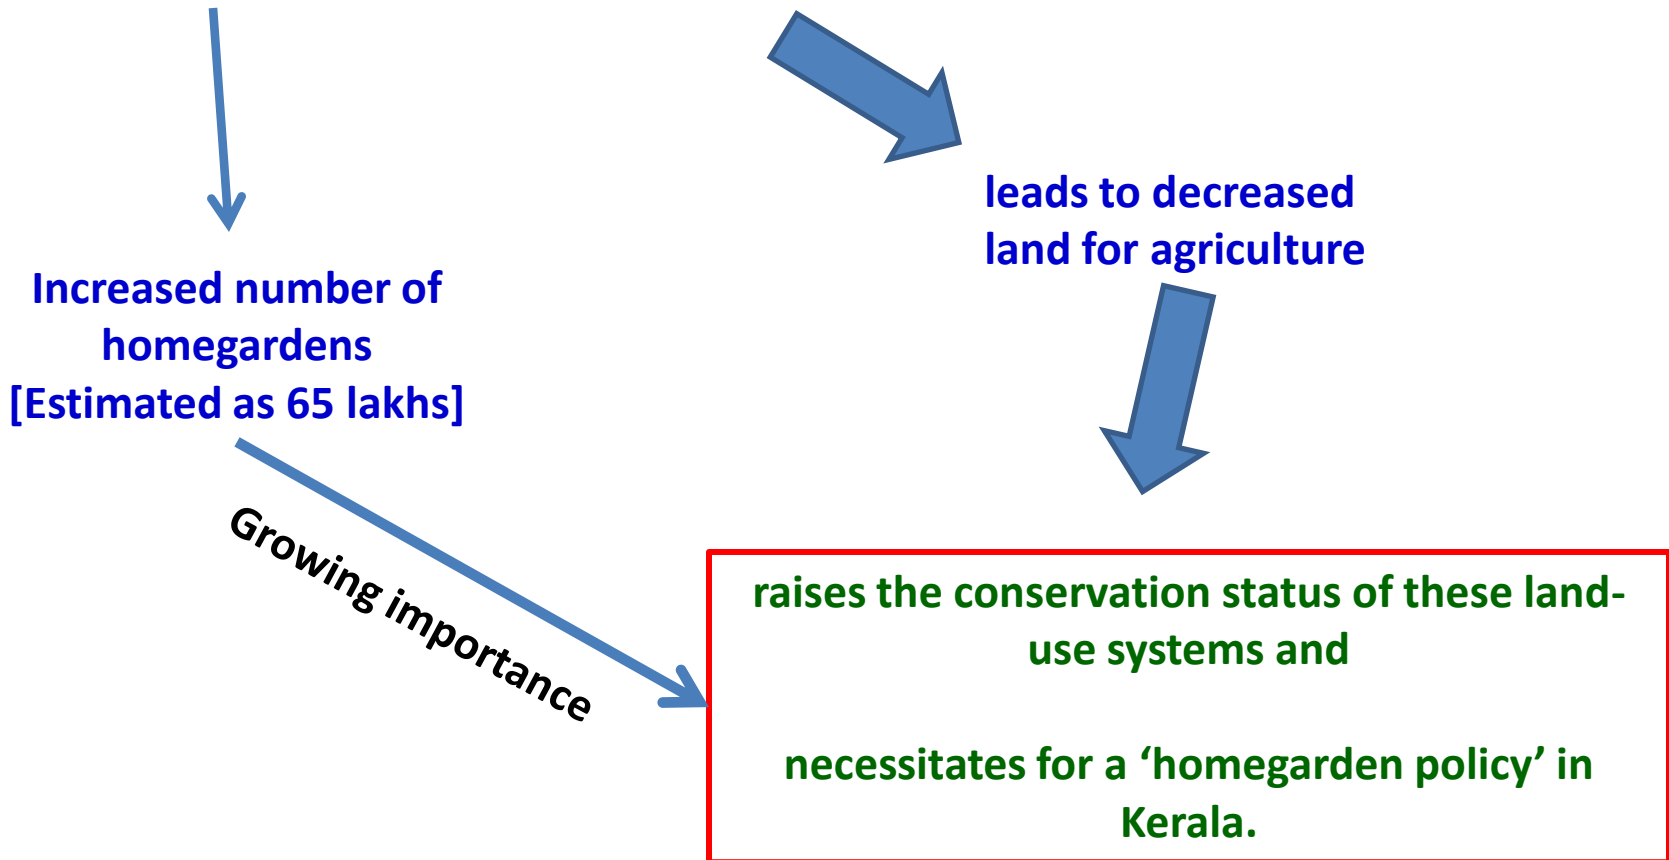 leads to decreased
land for agriculture
Increased number of
homegardens
[Estimated as 65 lakhs]
Growing importance
raises the conservation status of these land-
use systems and
necessitates for a ‘homegarden policy’ in
Kerala.